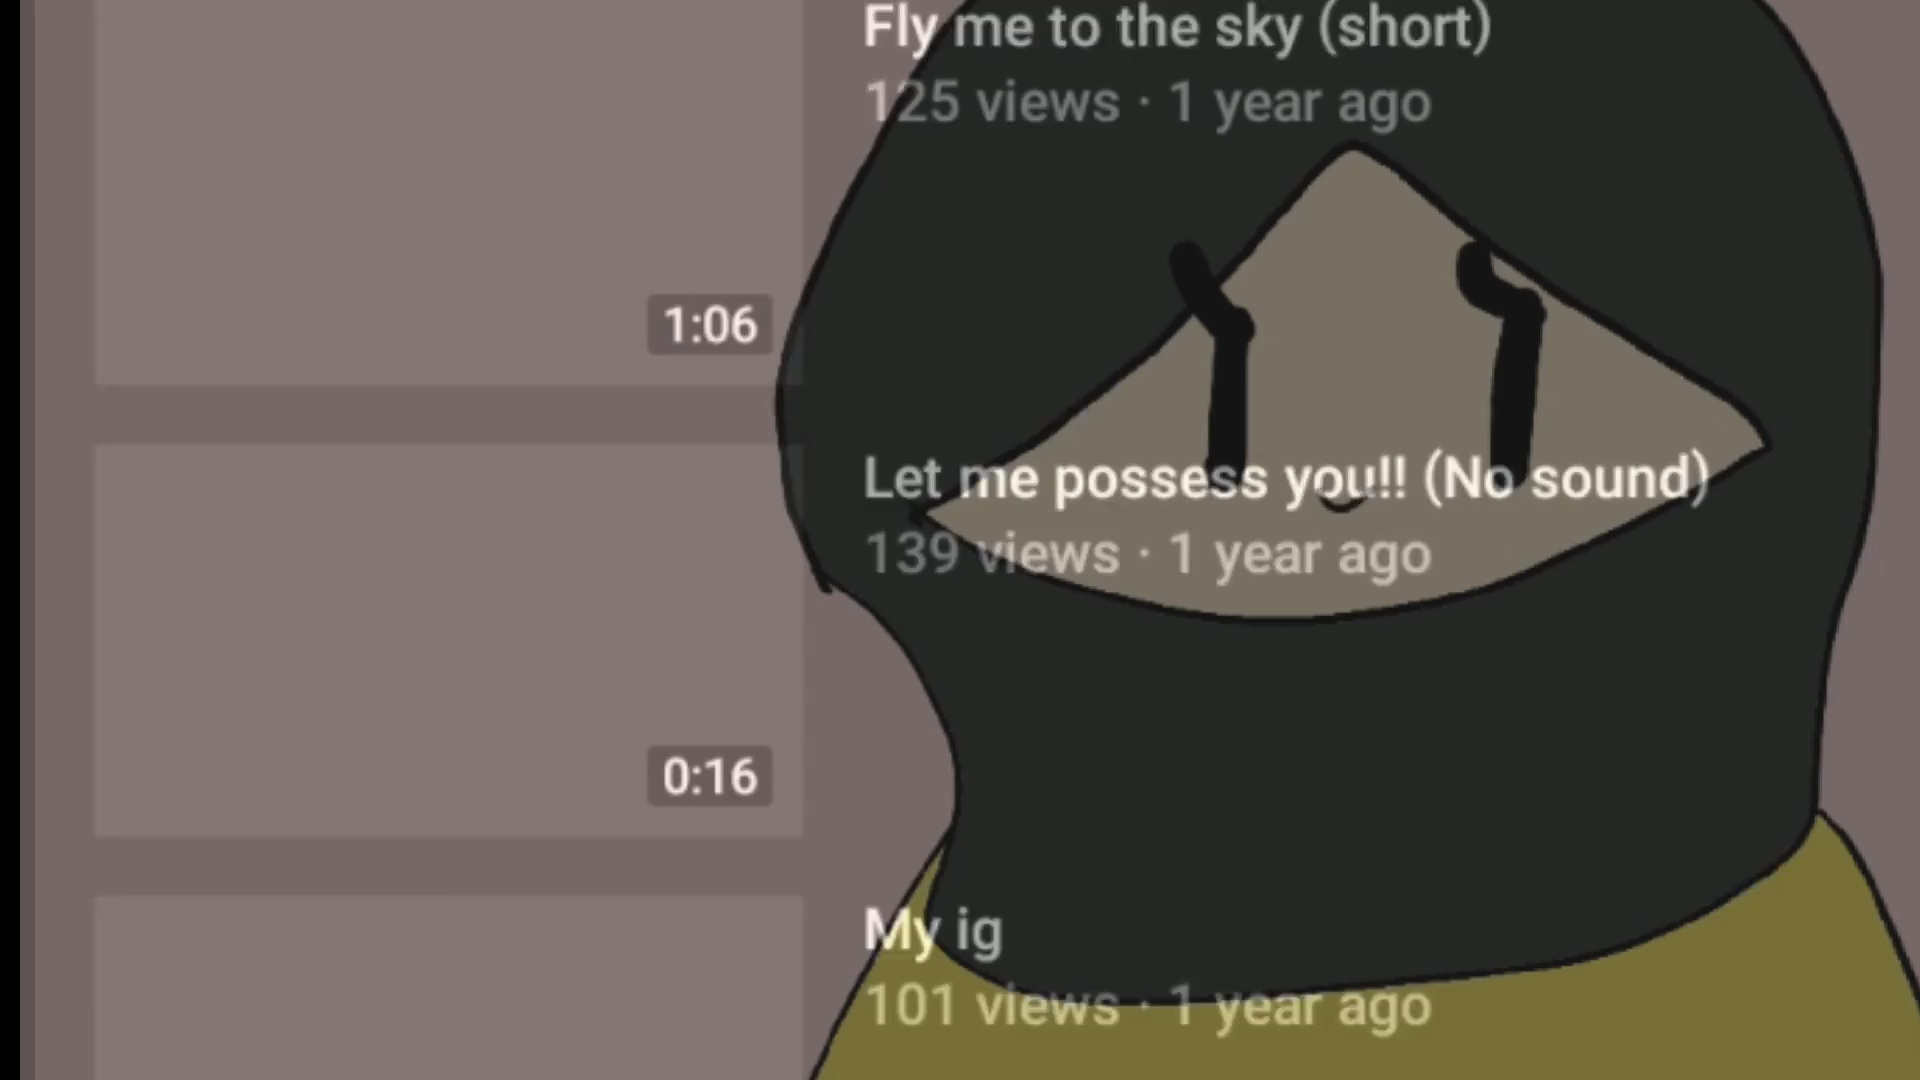 Fly me to the sky (short)
125 views · 1 year ago
1:06
Let me possess you!! (No sound)
139 views · 1 year ago
0:16
My ig
101 views · 1 year ago